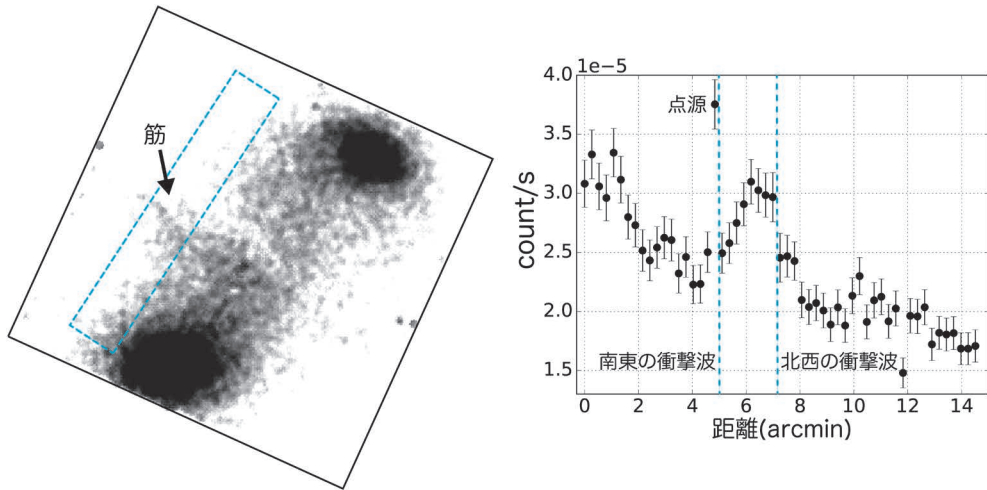 筋
1e−5
4.0
3.5
3.0
2.5
2.0
1.5
count/s
点源
南東の衝撃波
北西の衝撃波
0 2 4 6 8 10 12 14
距離(arcmin)